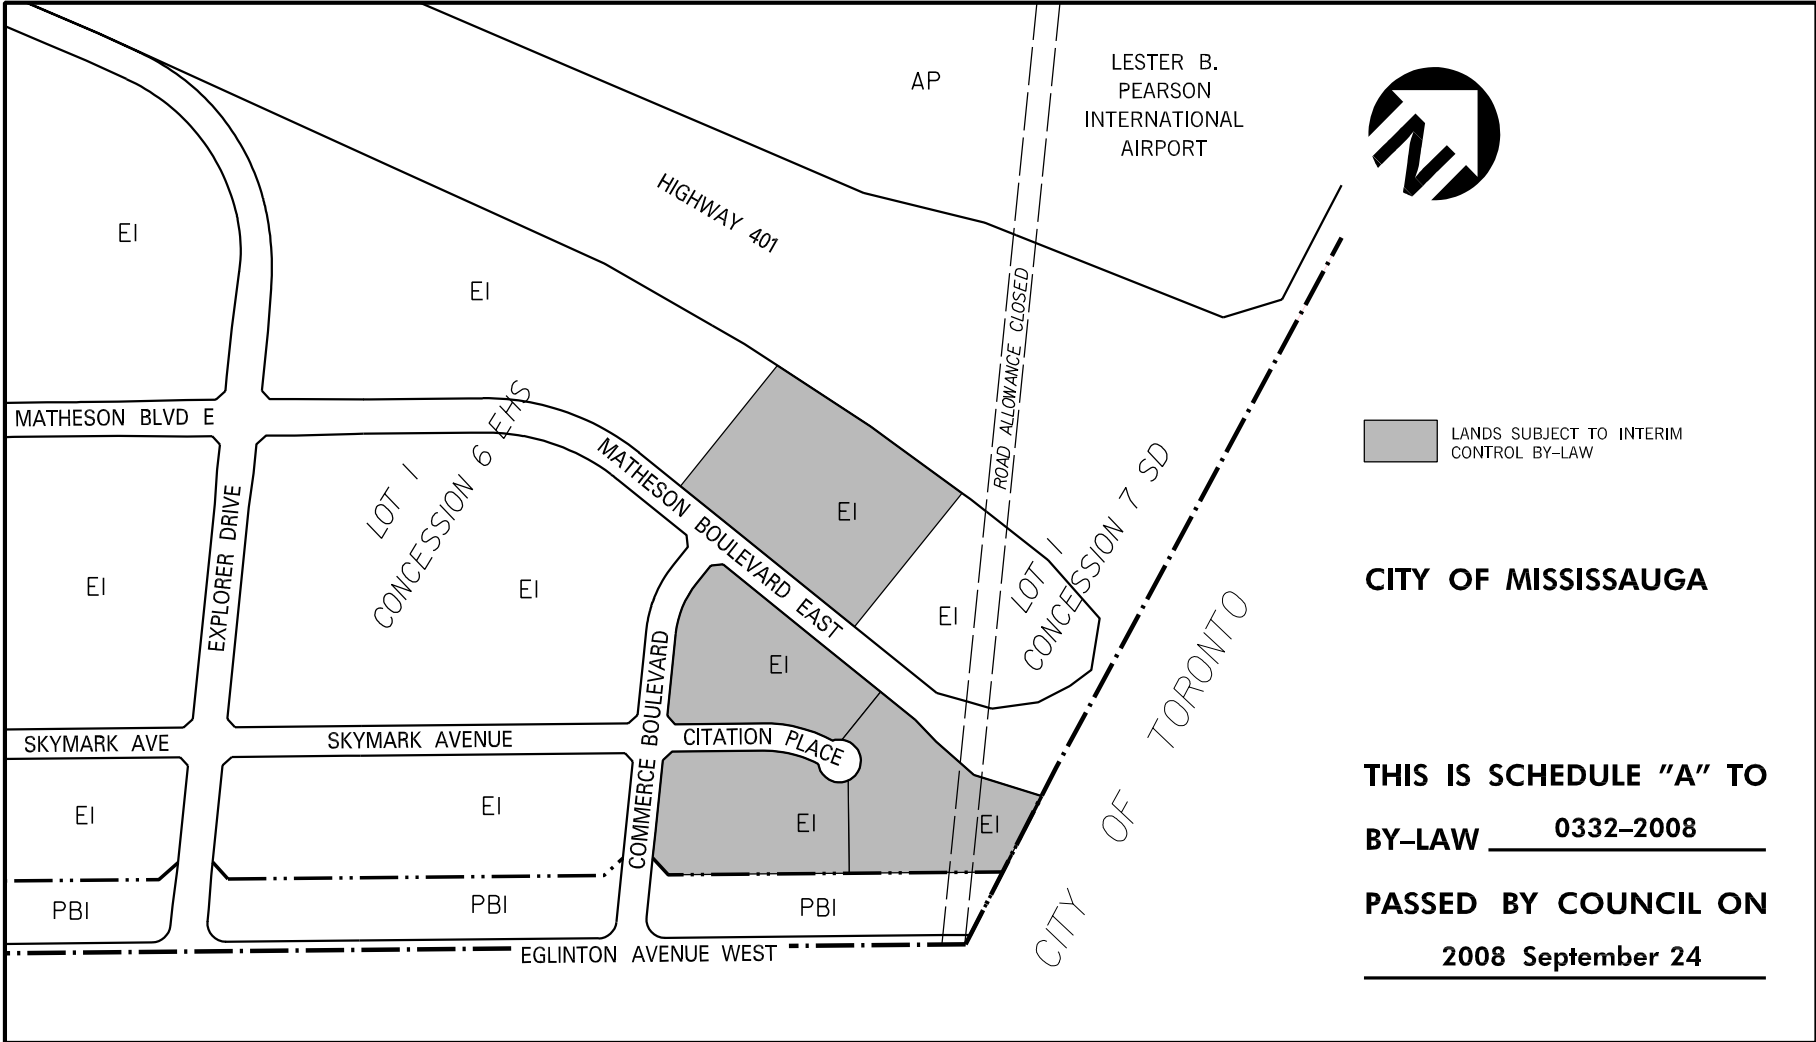 LESTER B.
PEARSON
INTERNATIONAL
AIRPORT
AP
N
HIGHWAY 401
EI
EI
ROAD ALLOWANCE CLOSED
MATHESON BLVD E
MATHESON BOULEVARD EAST
LOT 1
CONCESSION 6 EHS
EI
LOT 1
CONCESSION 7 SD
LANDS SUBJECT TO INTERIM
CONTROL BY-LAW
EXPLORER DRIVE
EI
EI
EI
EI
CITY OF MISSISSAUGA
COMMERCE BOULEVARD
CITY OF TORONTO
SKYMARK AVE
SKYMARK AVENUE
CITATION PLACE
EI
EI
EI
EI
THIS IS SCHEDULE "A" TO
BY-LAW 0332-2008
PASSED BY COUNCIL ON
2008 September 24
PBI
PBI
PBI
EGLINTON AVENUE WEST